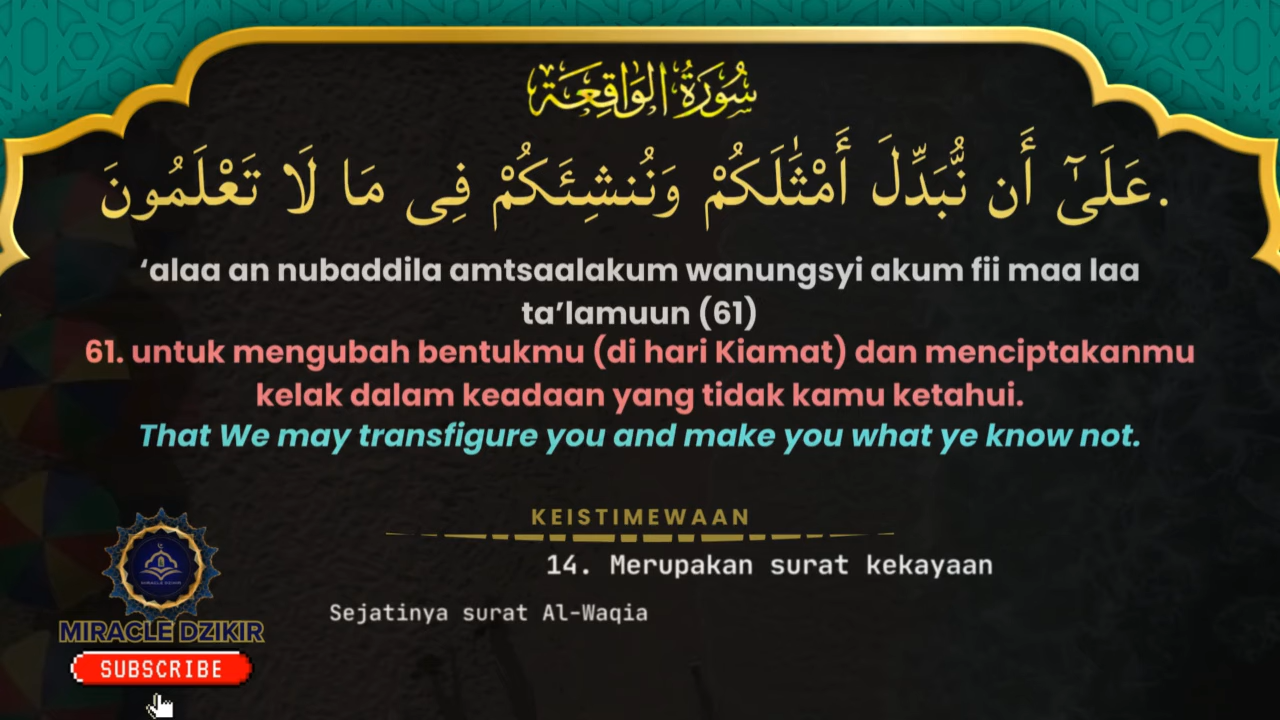 سُورَةُ الوَاقِعَة
عَلَىٰٓ أَن نُّبَدِّلَ أَمْثَٰلَكُمْ وَنُنشِئَكُمْ فِى مَا لَا تَعْلَمُونَ.
‘alaa an nubaddila amtsaalakum wanungsyi akum fii maa laa
ta’lamuun (61)
61. untuk mengubah bentukmu (di hari Kiamat) dan menciptakanmu
kelak dalam keadaan yang tidak kamu ketahui.
That We may transfigure you and make you what ye know not.
KEISTIMEWAAN
14. Merupakan surat kekayaan
Sejatinya surat Al-Waqia
MIRACLE DZIKIR
MIRACLE DZIKIR
SUBSCRIBE